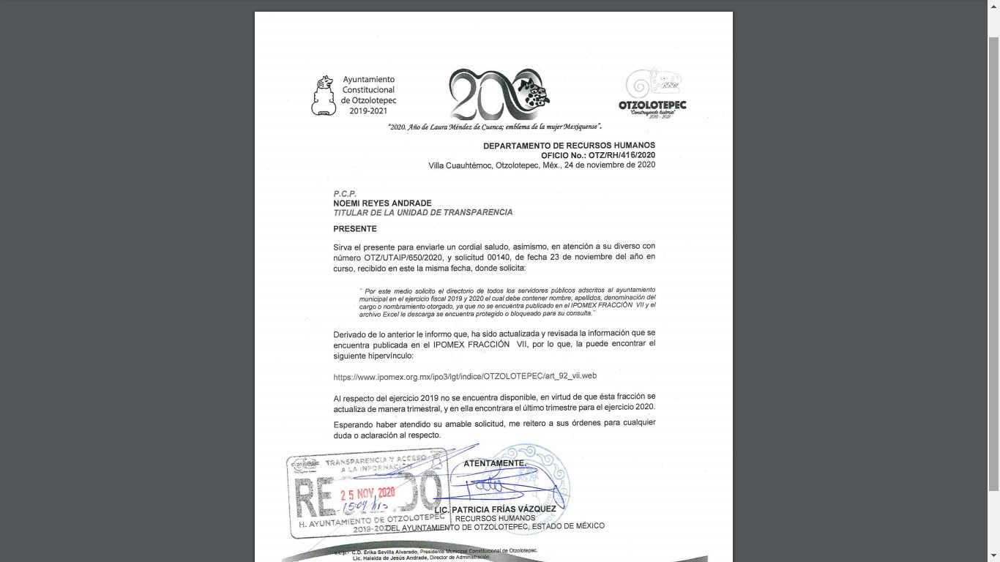 Ayuntamiento
Constitucional
de Otzolotepec
2019-2021
200
OTZOLOTEPEC
"Construyendo historia"
2019 - 2021
"2020. Año de Laura Méndez de Cuenca; emblema de la mujer Mexiquense".
DEPARTAMENTO DE RECURSOS HUMANOS
OFICIO No.: OTZ/RH/416/2020
Villa Cuauhtémoc, Otzolotepec, Méx., 24 de noviembre de 2020
P.C.P.
NOEMI REYES ANDRADE
TITULAR DE LA UNIDAD DE TRANSPARENCIA
PRESENTE
Sirva el presente para enviarle un cordial saludo, asimismo, en atención a su diverso con
número OTZ/UTAIP/650/2020, y solicitud 00140, de fecha 23 de noviembre del año en
curso, recibido en este la misma fecha, donde solicita:
¨ Por este medio solicito el directorio de todos los servidores públicos adscritos al ayuntamiento
municipal en el ejercicio fiscal 2019 y 2020 el cual debe contener nombre, apellidos, denominación del
cargo o nombramiento otorgado, ya que no se encuentra publicado en el IPOMEX FRACCIÓN VII y el
archivo Excel le descarga se encuentra protegido o bloqueado para su consulta.¨
Derivado de lo anterior le informo que, ha sido actualizada y revisada la información que se
encuentra publicada en el IPOMEX FRACCIÓN VII, por lo que, la puede encontrar el
siguiente hipervínculo:
https://www.ipomex.org.mx/ipo3/lgt/indice/OTZOLOTEPEC/art_92_vii.web
Al respecto del ejercicio 2019 no se encuentra disponible, en virtud de que ésta fracción se
actualiza de manera trimestral, y en ella encontrara el último trimestre para el ejercicio 2020.
Esperando haber atendido su amable solicitud, me reitero a sus órdenes para cualquier
duda o aclaración al respecto.
TRANSPARENCIA Y ACCESO
A LA INFORMACIÓN
25 NOV 2020
15:09 hrs
H. AYUNTAMIENTO DE OTZOLOTEPEC
ATENTAMENTE.
LIC. PATRICIA FRÍAS VÁZQUEZ
RECURSOS HUMANOS
DEL AYUNTAMIENTO DE OTZOLOTEPEC, ESTADO DE MÉXICO
c.c.p.- C.D. Erika Sevilla Alvarado, Presidente Municipal Constitucional de Otzolotepec.
Lic. Haleida de Jesús Andrade, Director de Administración.